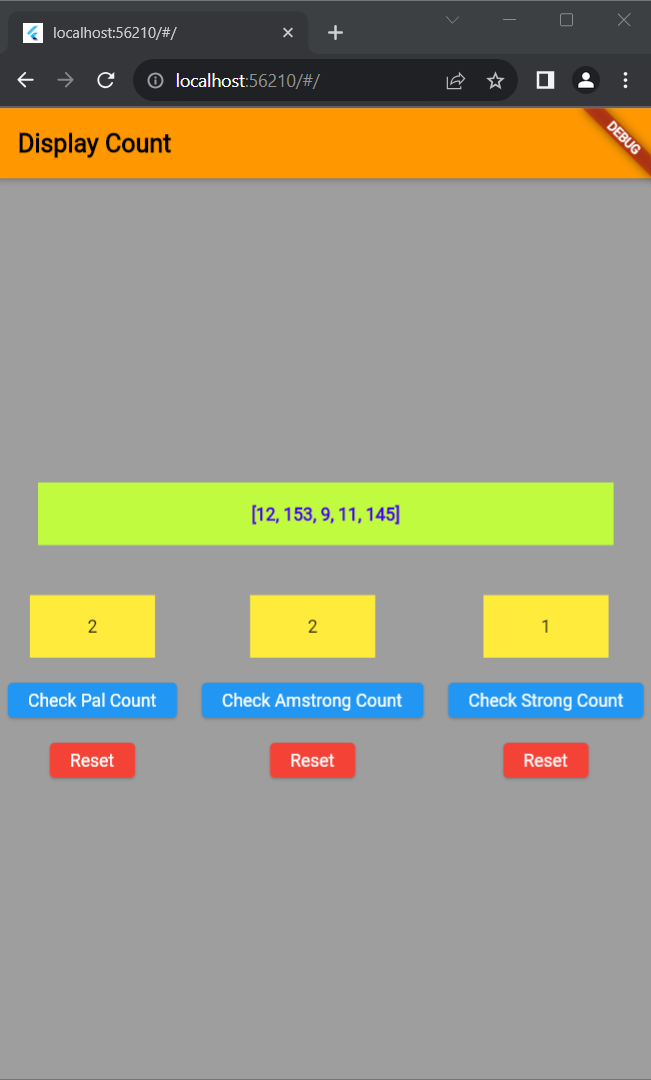 localhost:56210/#/
localhost:56210/#/
Display Count
DEBUG
[12, 153, 9, 11, 145]
2 2 1
Check Pal Count Check Amstrong Count Check Strong Count
Reset Reset Reset